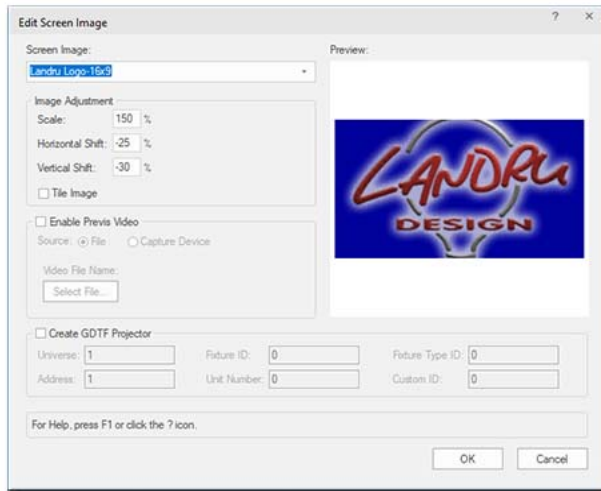 Edit Screen Image
? ×
Screen Image:
Landru Logo-16x9
Image Adjustment
Scale: 150 %
Horizontal Shift: -25 %
Vertical Shift: -30 %
Tile Image
Enable Previs Video
Source: File Capture Device
Video File Name:
Select File...
Preview:
LANDRU
DESIGN
Create GDTF Projector
Universe: 1 Fixture ID: 0 Fixture Type ID: 0
Address: 1 Unit Number: 0 Custom ID: 0
For Help, press F1 or click the ? icon.
OK Cancel